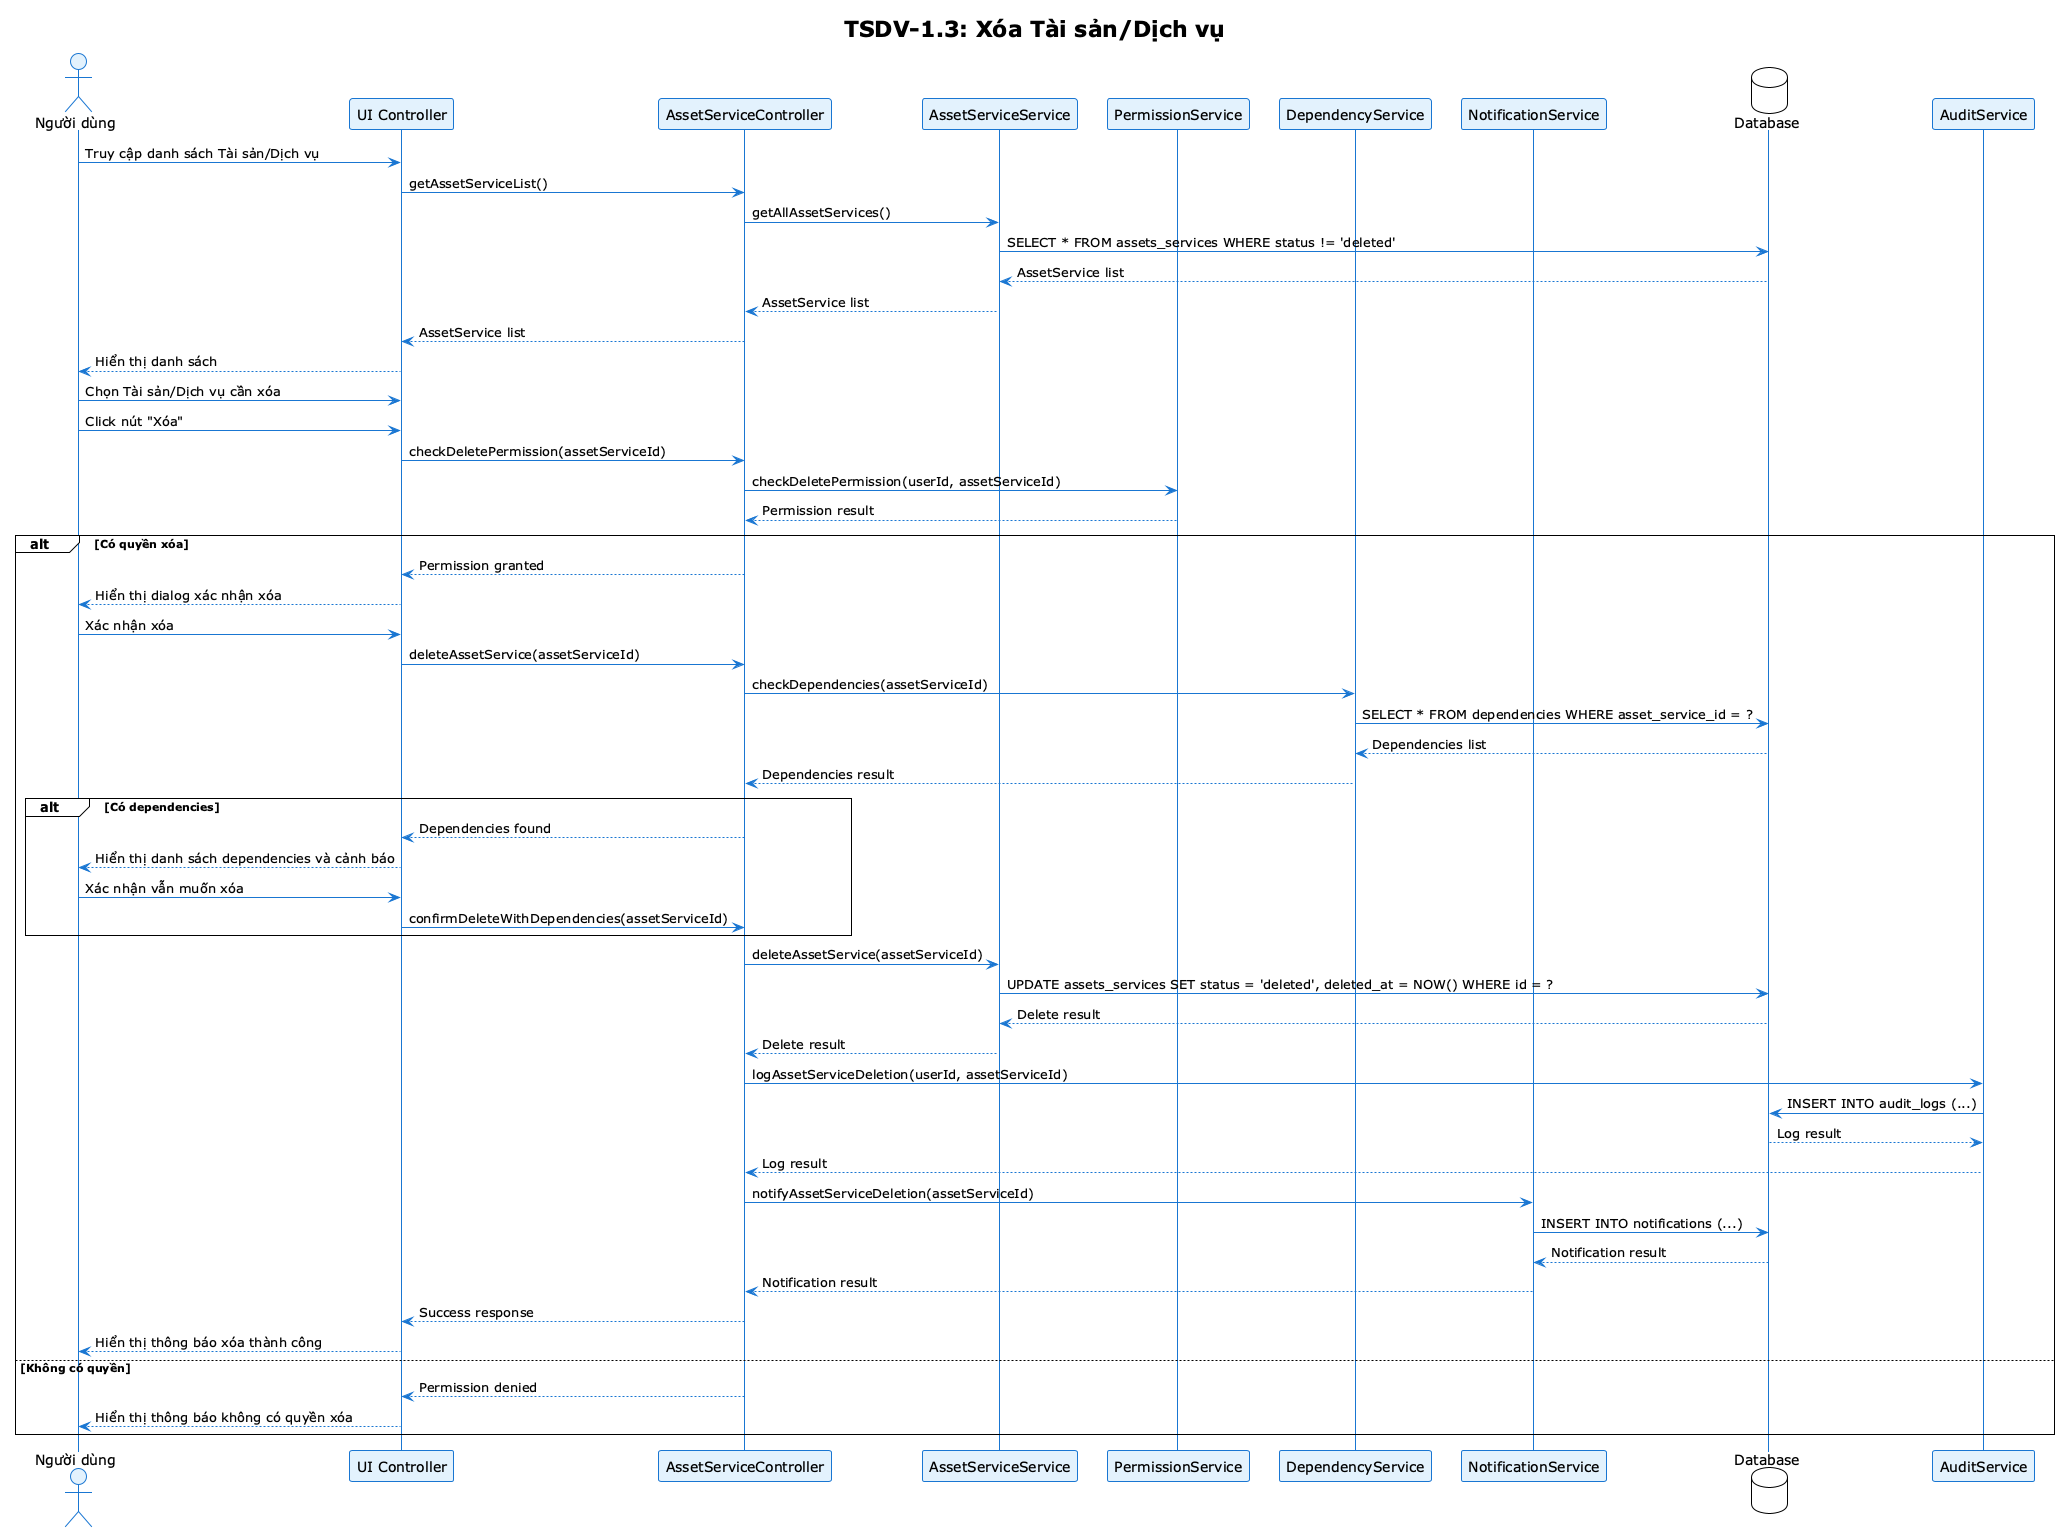 TSDV-1.3: Xóa Tài sản/Dịch vụ
Người dùng
UI Controller
AssetServiceController
AssetServiceService
PermissionService
DependencyService
NotificationService
Database
AuditService
Truy cập danh sách Tài sản/Dịch vụ
getAssetServiceList()
getAllAssetServices()
SELECT * FROM assets_services WHERE status != 'deleted'
AssetService list
AssetService list
AssetService list
Hiển thị danh sách
Chọn Tài sản/Dịch vụ cần xóa
Click nút "Xóa"
checkDeletePermission(assetServiceId)
checkDeletePermission(userId, assetServiceId)
Permission result
alt [Có quyền xóa]
Permission granted
Hiển thị dialog xác nhận xóa
Xác nhận xóa
deleteAssetService(assetServiceId)
checkDependencies(assetServiceId)
SELECT * FROM dependencies WHERE asset_service_id = ?
Dependencies list
Dependencies result
alt [Có dependencies]
Dependencies found
Hiển thị danh sách dependencies và cảnh báo
Xác nhận vẫn muốn xóa
confirmDeleteWithDependencies(assetServiceId)
deleteAssetService(assetServiceId)
UPDATE assets_services SET status = 'deleted', deleted_at = NOW() WHERE id = ?
Delete result
Delete result
logAssetServiceDeletion(userId, assetServiceId)
INSERT INTO audit_logs (...)
Log result
Log result
notifyAssetServiceDeletion(assetServiceId)
INSERT INTO notifications (...)
Notification result
Notification result
Success response
Hiển thị thông báo xóa thành công
[Không có quyền]
Permission denied
Hiển thị thông báo không có quyền xóa
Người dùng
UI Controller
AssetServiceController
AssetServiceService
PermissionService
DependencyService
NotificationService
Database
AuditService